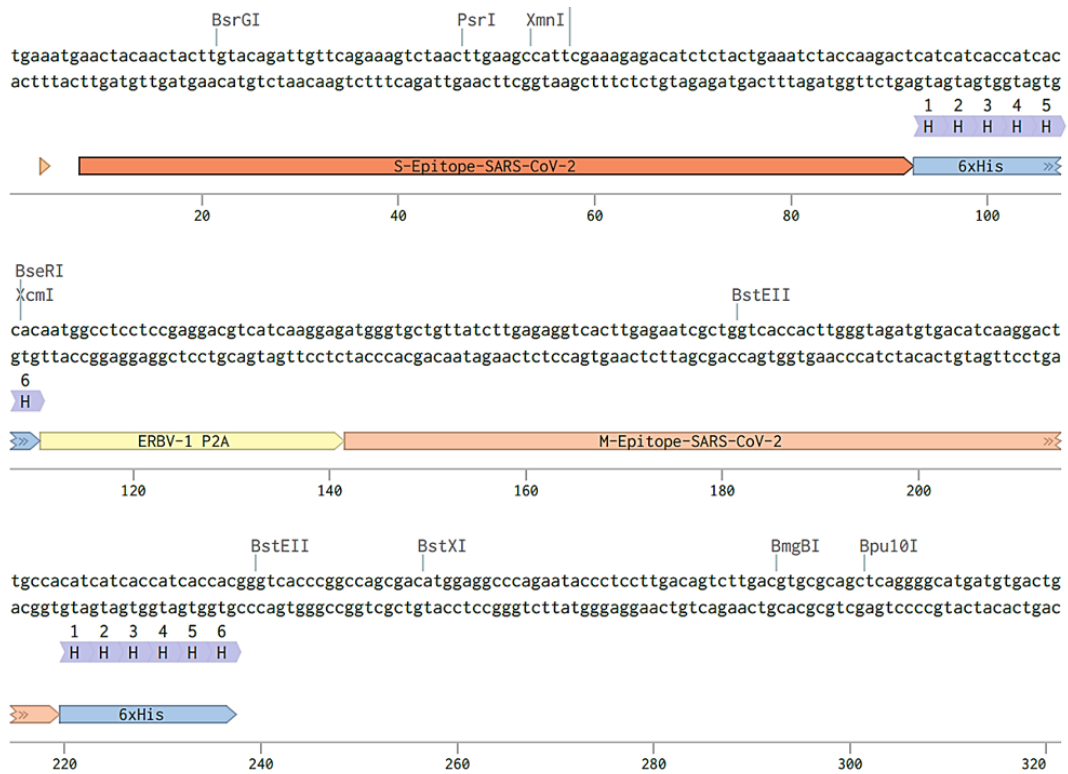 BsrGI PsrI XmnI
tgaaatgaactacaactacttgtacagattgttcagaaagtctaacttgaagccattcgaaagagacatctctactgaaatctaccaagactcatcatcaccatcac
actttacttgatgttgatgaacatgtctaacaagtctttcagattgaacttcggtaagctttctctgtagagatgactttagatggttctgagtagtagtggtagtg
1 2 3 4 5
H H H H H
S-Epitope-SARS-CoV-2 6xHis
20 40 60 80 100
BseRI
XcmI BstEII
cacaatggcctcctccgaggacgtcatcaaggagatgggtgctgttatcttgagaggtcacttgagaatcgctggtcaccacttgggtagatgtgacatcaaggact
gtgttaccggaggaggctcctgcagtagttcctctacccacgacaatagaactctccagtgaactcttagcgaccagtggtgaacccatctacactgtagttcctga
6
H
ERBV-1 P2A M-Epitope-SARS-CoV-2
120 140 160 180 200
BstEII BstXI BmgBI Bpu10I
tgccacatcatcaccatcaccacgggtcacccggccagcgacatggaggcccagaataccctccttgacagtcttgacgtgcgcagctcaggggcatgatgtgactg
acggtgtagtagtggtagtggtgcccagtgggccggtcgctgtacctccgggtcttatgggaggaactgtcagaactgcacgcgtcgagtccccgtactacactgac
1 2 3 4 5 6
H H H H H H
6xHis
220 240 260 280 300 320